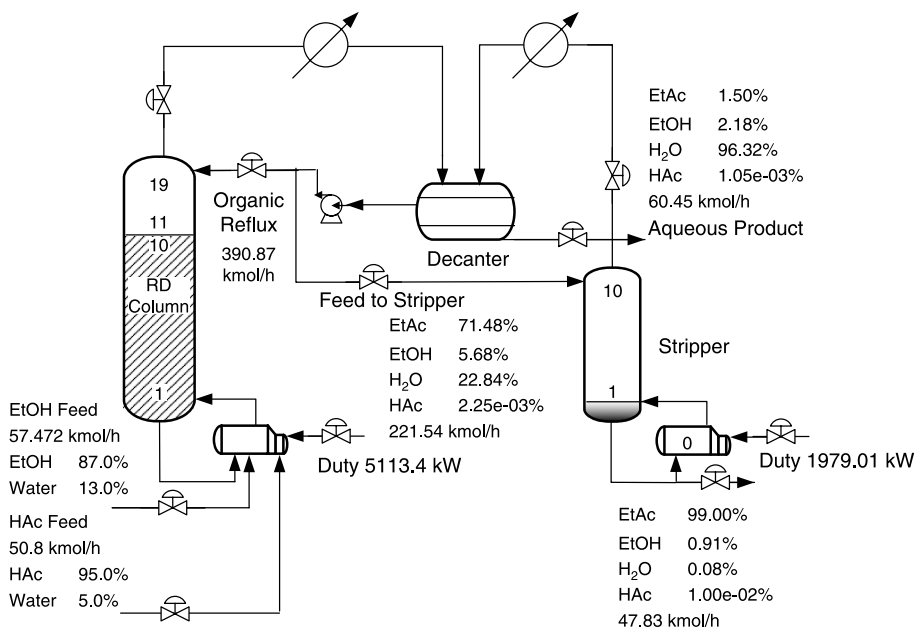 EtAc 1.50%
EtOH 2.18%
H₂O 96.32%
HAc 1.05e-03%
60.45 kmol/h
Aqueous Product
19
11
10
RD
Column
1
Organic
Reflux
390.87
kmol/h
Decanter
Feed to Stripper
EtAc 71.48%
EtOH 5.68%
H₂O 22.84%
HAc 2.25e-03%
221.54 kmol/h
10
1
Stripper
0
Duty 5113.4 kW
Duty 1979.01 kW
EtOH Feed
57.472 kmol/h
EtOH 87.0%
Water 13.0%
HAc Feed
50.8 kmol/h
HAc 95.0%
Water 5.0%
EtAc 99.00%
EtOH 0.91%
H₂O 0.08%
HAc 1.00e-02%
47.83 kmol/h